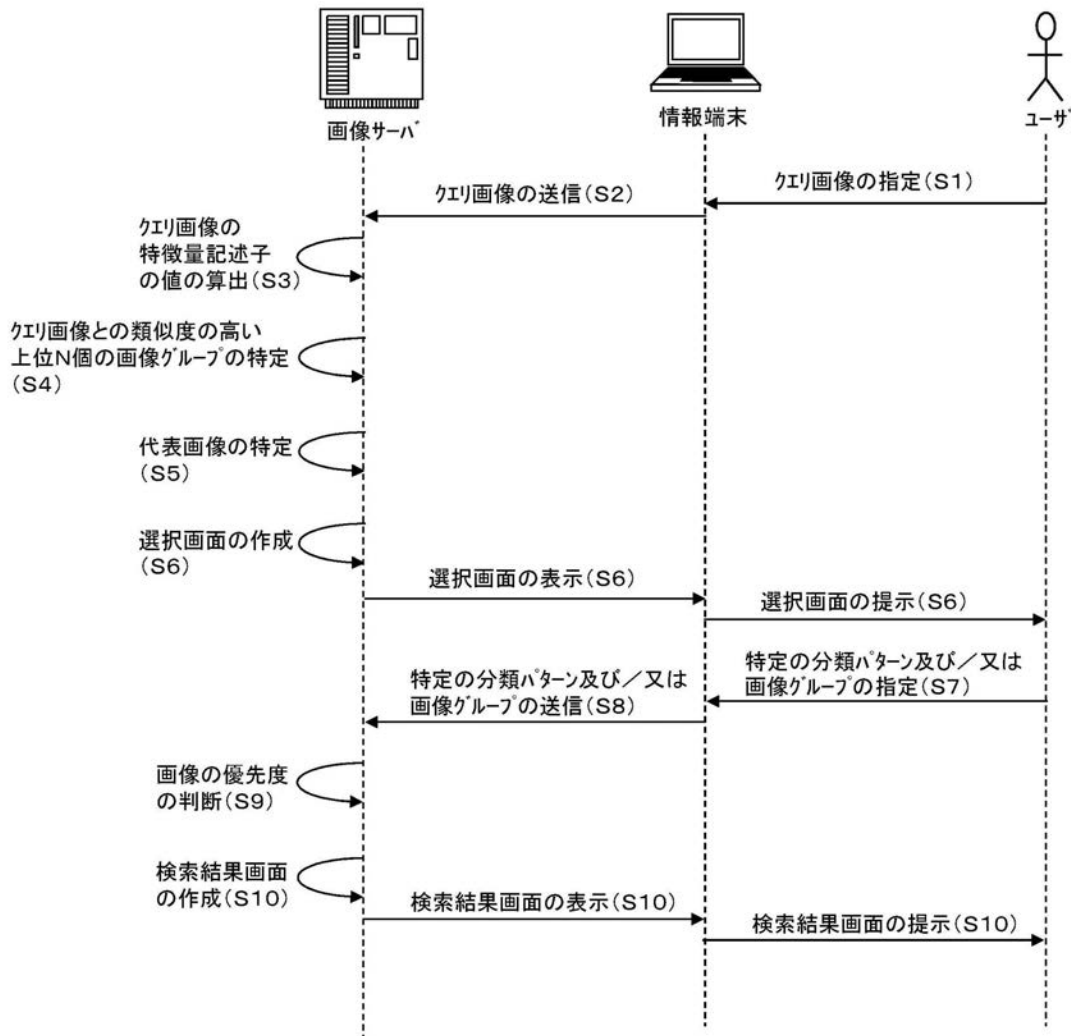 画像サーバ
情報端末
ユーザ
クエリ画像の指定(S1)
クエリ画像の送信(S2)
クエリ画像の
特徴量記述子
の値の算出(S3)
クエリ画像との類似度の高い
上位N個の画像グループの特定
(S4)
代表画像の特定
(S5)
選択画面の作成
(S6)
選択画面の表示(S6)
選択画面の提示(S6)
特定の分類パターン及び/又は
画像グループの指定(S7)
特定の分類パターン及び/又は
画像グループの送信(S8)
画像の優先度
の判断(S9)
検索結果画面
の作成(S10)
検索結果画面の表示(S10)
検索結果画面の提示(S10)